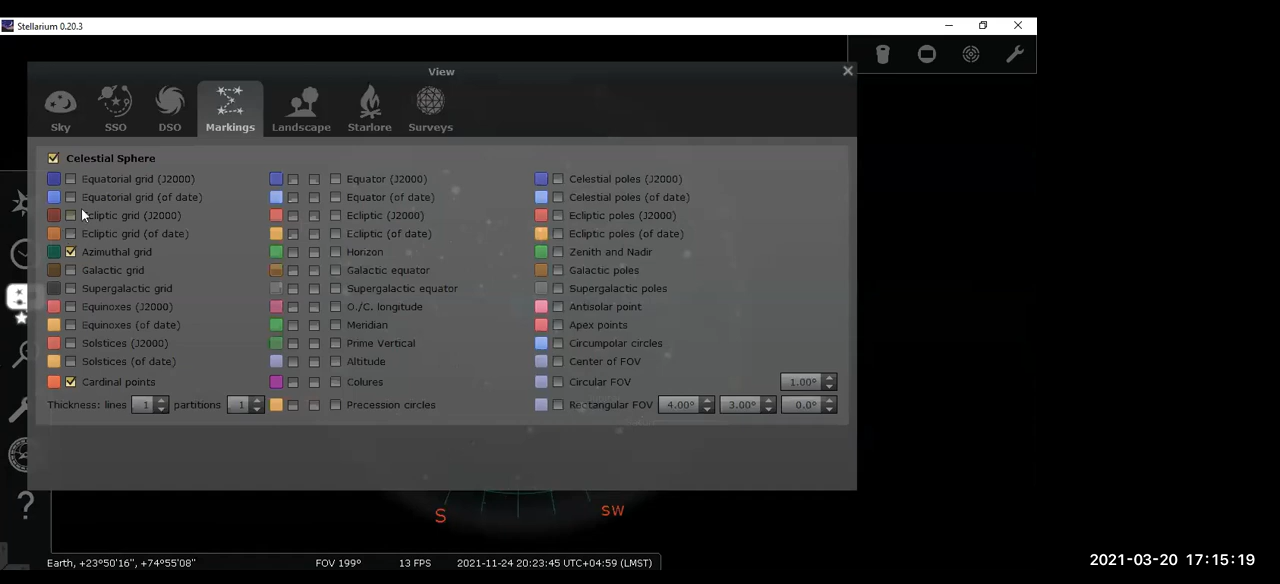 Stellarium 0.20.3
View
Sky SSO DSO Markings Landscape Starlore Surveys
Celestial Sphere
Equatorial grid (J2000) Equator (J2000) Celestial poles (J2000)
Equatorial grid (of date) Equator (of date) Celestial poles (of date)
Ecliptic grid (J2000) Ecliptic (J2000) Ecliptic poles (J2000)
Ecliptic grid (of date) Ecliptic (of date) Ecliptic poles (of date)
Azimuthal grid Horizon Zenith and Nadir
Galactic grid Galactic equator Galactic poles
Supergalactic grid Supergalactic equator Supergalactic poles
Equinoxes (J2000) O./C. longitude Antisolar point
Equinoxes (of date) Meridian Apex points
Solstices (J2000) Prime Vertical Circumpolar circles
Solstices (of date) Altitude Center of FOV
Cardinal points Colures Circular FOV 1.00°
Thickness: lines 1 partitions 1 Precession circles Rectangular FOV 4.00° 3.00° 0.0°
S SW
Earth, +23°50'16", +74°55'08" FOV 199° 13 FPS 2021-11-24 20:23:45 UTC+04:59 (LMST)
2021-03-20 17:15:19